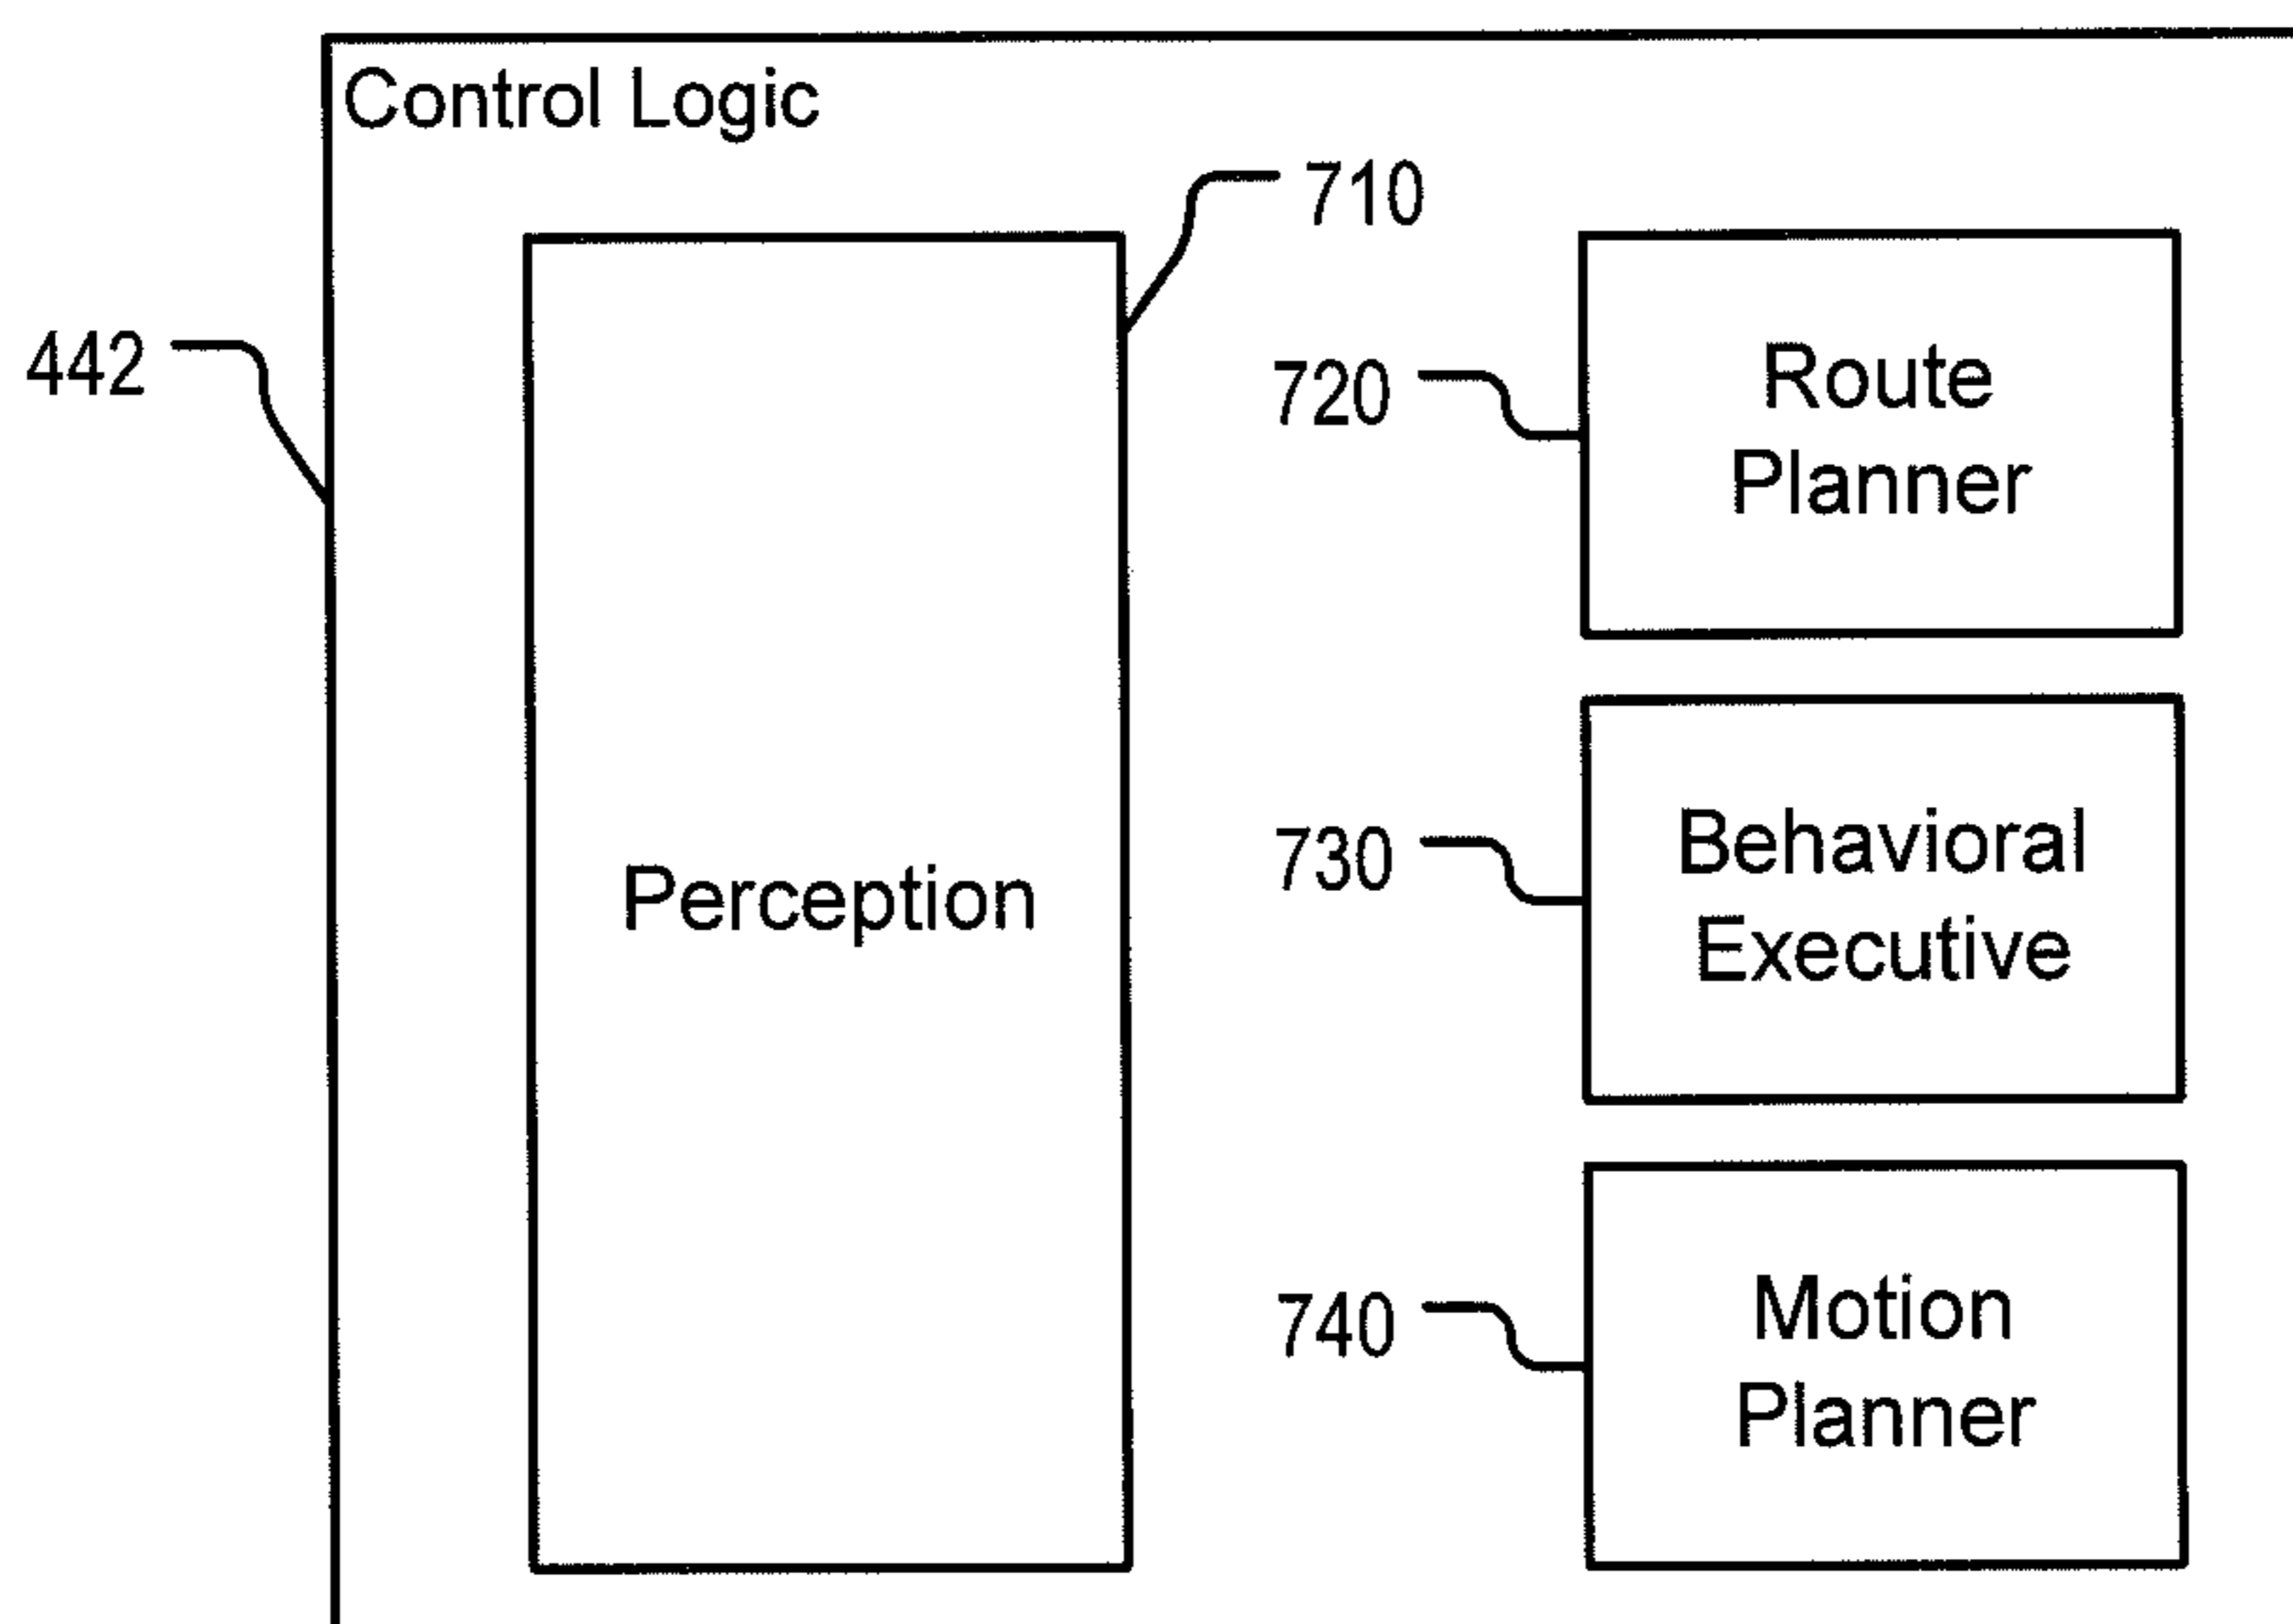 Control Logic
710
442
720
Route
Planner
Perception
730
Behavioral
Executive
740
Motion
Planner